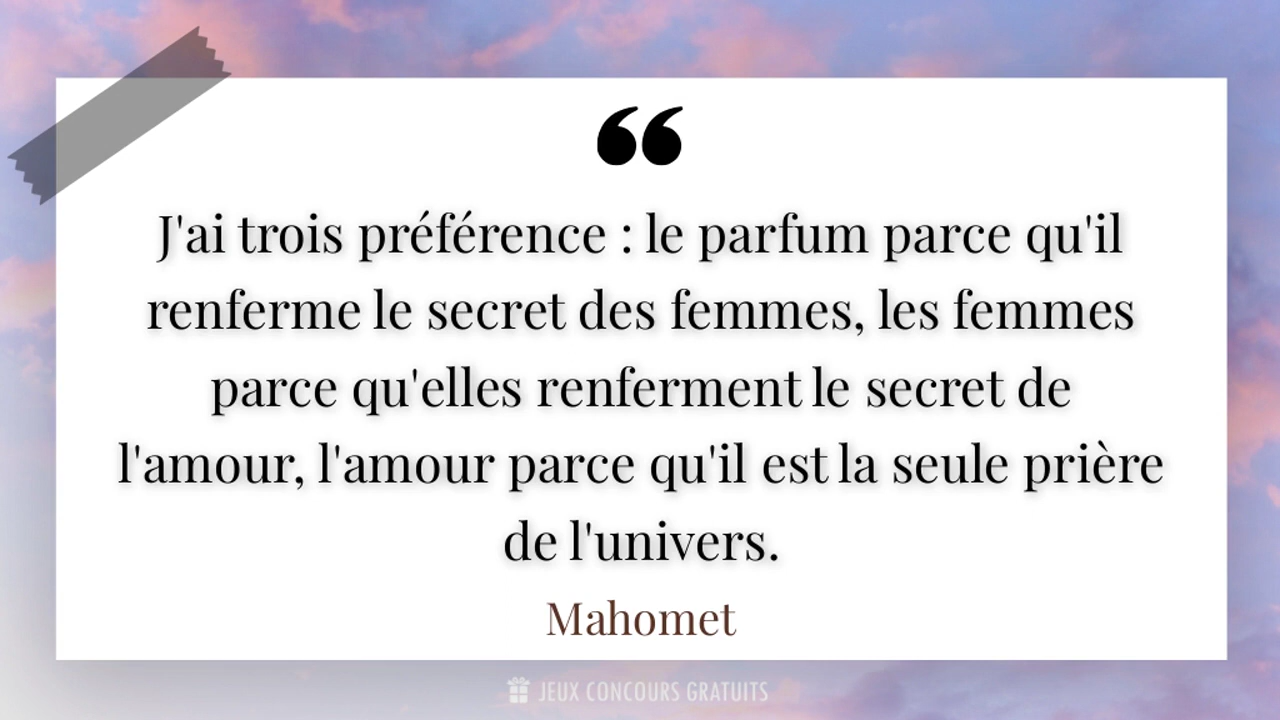 “
J'ai trois préférence : le parfum parce qu'il
renferme le secret des femmes, les femmes
parce qu'elles renferment le secret de
l'amour, l'amour parce qu'il est la seule prière
de l'univers.
Mahomet
JEUX CONCOURS GRATUITS